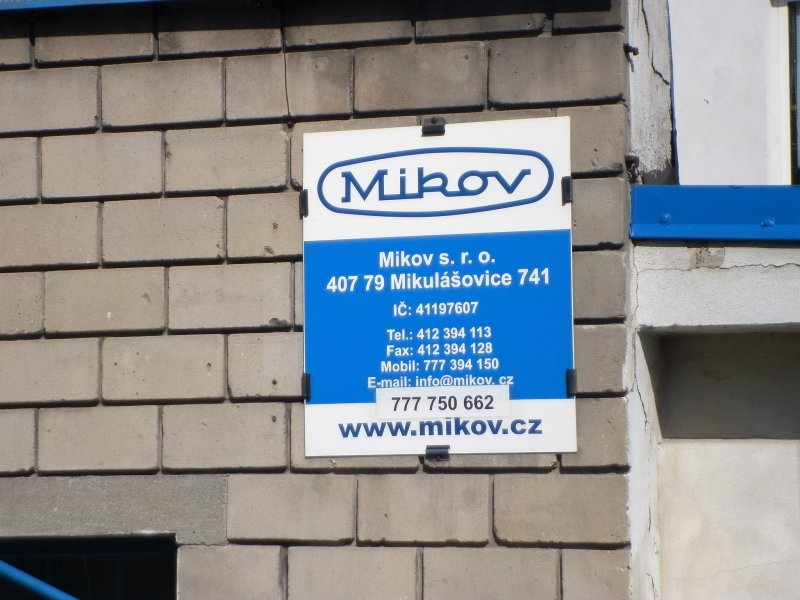 Mikov
Mikov s. r. o.
407 79 Mikulášovice 741
IČ: 41197607
Tel.: 412 394 113
Fax: 412 394 128
Mobil: 777 394 150
E-mail: info@mikov. cz
777 750 662
www.mikov.cz